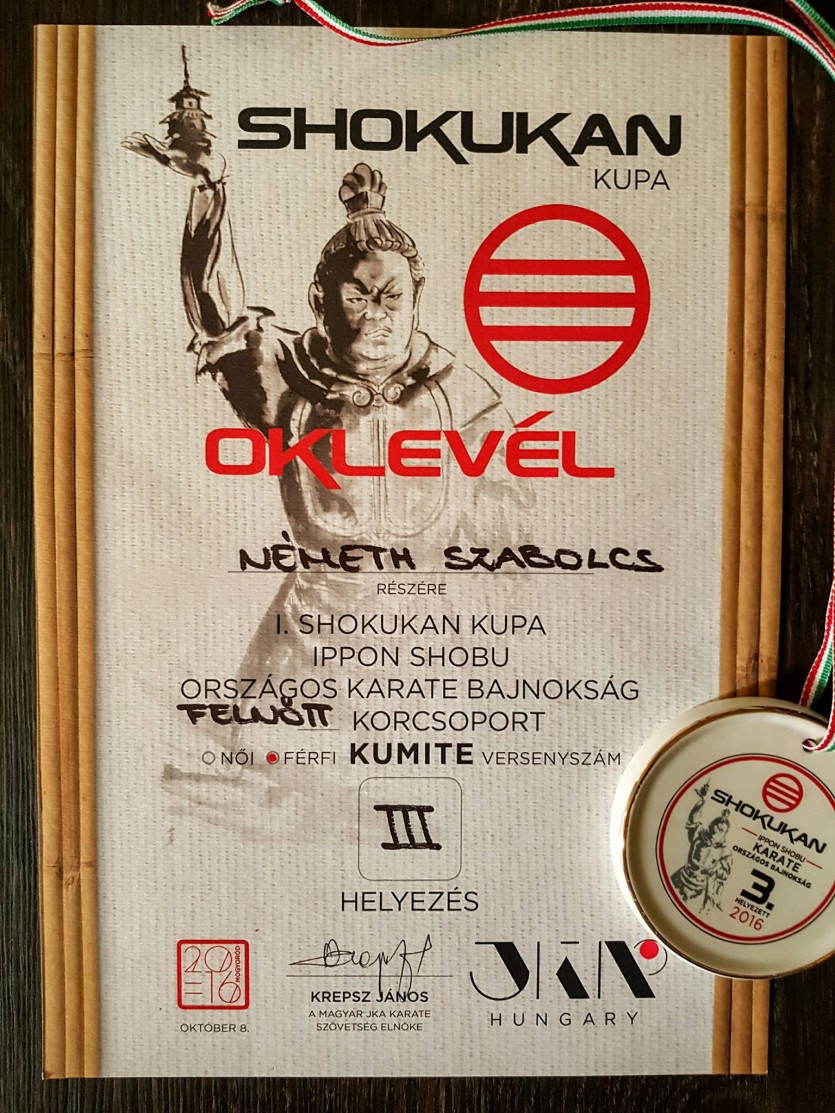 SHOKUKAN
KUPA
OKLEVÉL
NÉMETH SZABOLCS
RÉSZÉRE
I. SHOKUKAN KUPA
IPPON SHOBU
ORSZÁGOS KARATE BAJNOKSÁG
FELNŐTT KORCSOPORT
NŐI FÉRFI KUMITE VERSENYSZÁM
III
HELYEZÉS
SHOKUKAN
IPPON SHOBU
KARATE
ORSZÁGOS BAJNOKSÁG
3.
HELYEZETT
2016
2016 MOGYORÓD
OKTÓBER 8.
KREPSZ JÁNOS
A MAGYAR JKA KARATE
SZÖVETSÉG ELNÖKE
JKA
HUNGARY